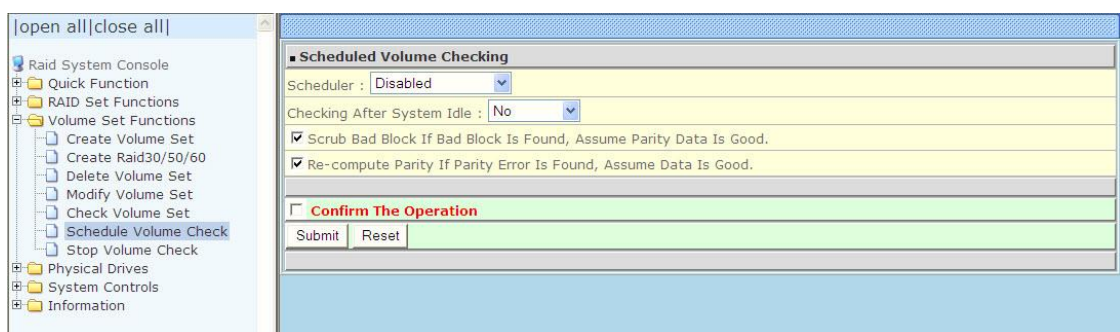 |open all|close all|
Raid System Console
Quick Function
RAID Set Functions
Volume Set Functions
Create Volume Set
Create Raid30/50/60
Delete Volume Set
Modify Volume Set
Check Volume Set
Schedule Volume Check
Stop Volume Check
Physical Drives
System Controls
Information
Scheduled Volume Checking
Scheduler : Disabled
Checking After System Idle : No
Scrub Bad Block If Bad Block Is Found, Assume Parity Data Is Good.
Re-compute Parity If Parity Error Is Found, Assume Data Is Good.
Confirm The Operation
Submit Reset